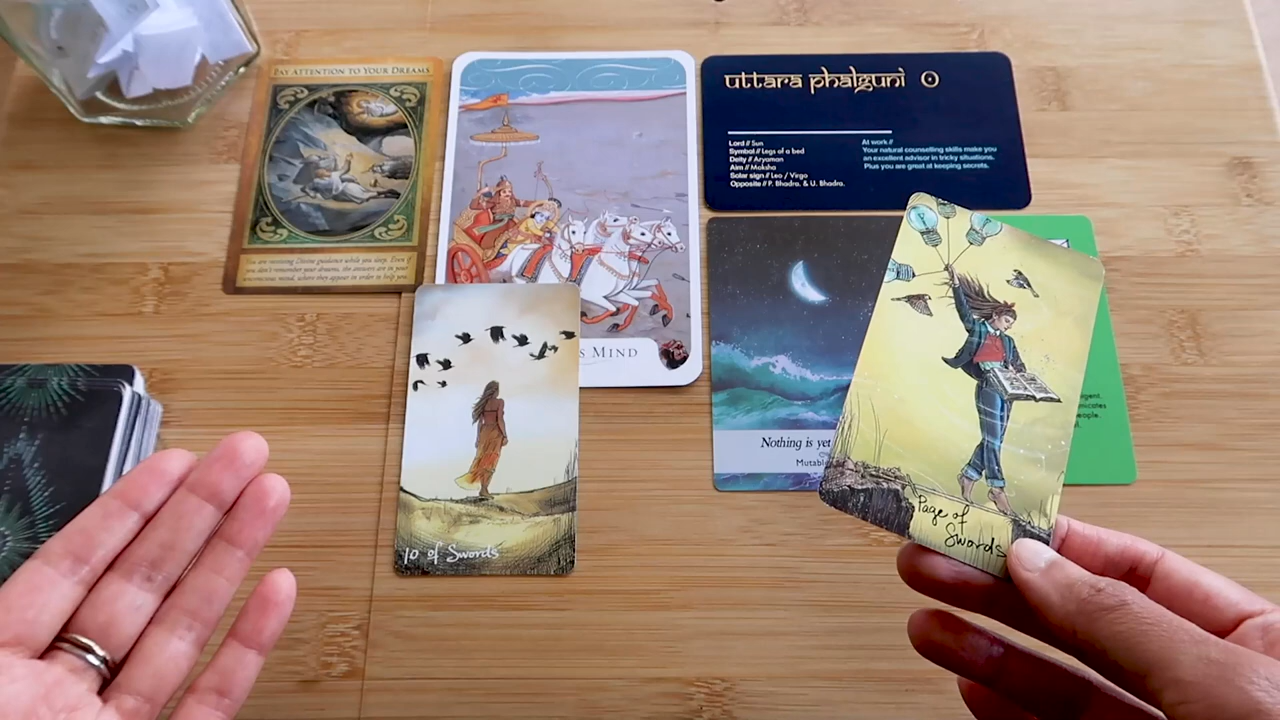 PAY ATTENTION TO YOUR DREAMS
You are receiving Divine guidance while you sleep. Even if
you don't remember your dreams, the answers are in your
unconscious mind, where they appear in order to help you.
S MIND
uttara phalguni
Lord // Sun
Symbol // Legs of a bed
Deity // Aryaman
Aim // Moksha
Solar sign // Leo / Virgo
Opposite // P. Bhadra, & U. Bhadra.
At work //
Your natural counselling skills make you
an excellent advisor in tricky situations.
Plus you are great at keeping secrets.
Nothing is yet
Mutabl
igent.
nicates
eople.
10 of Swords
Page of
Swords